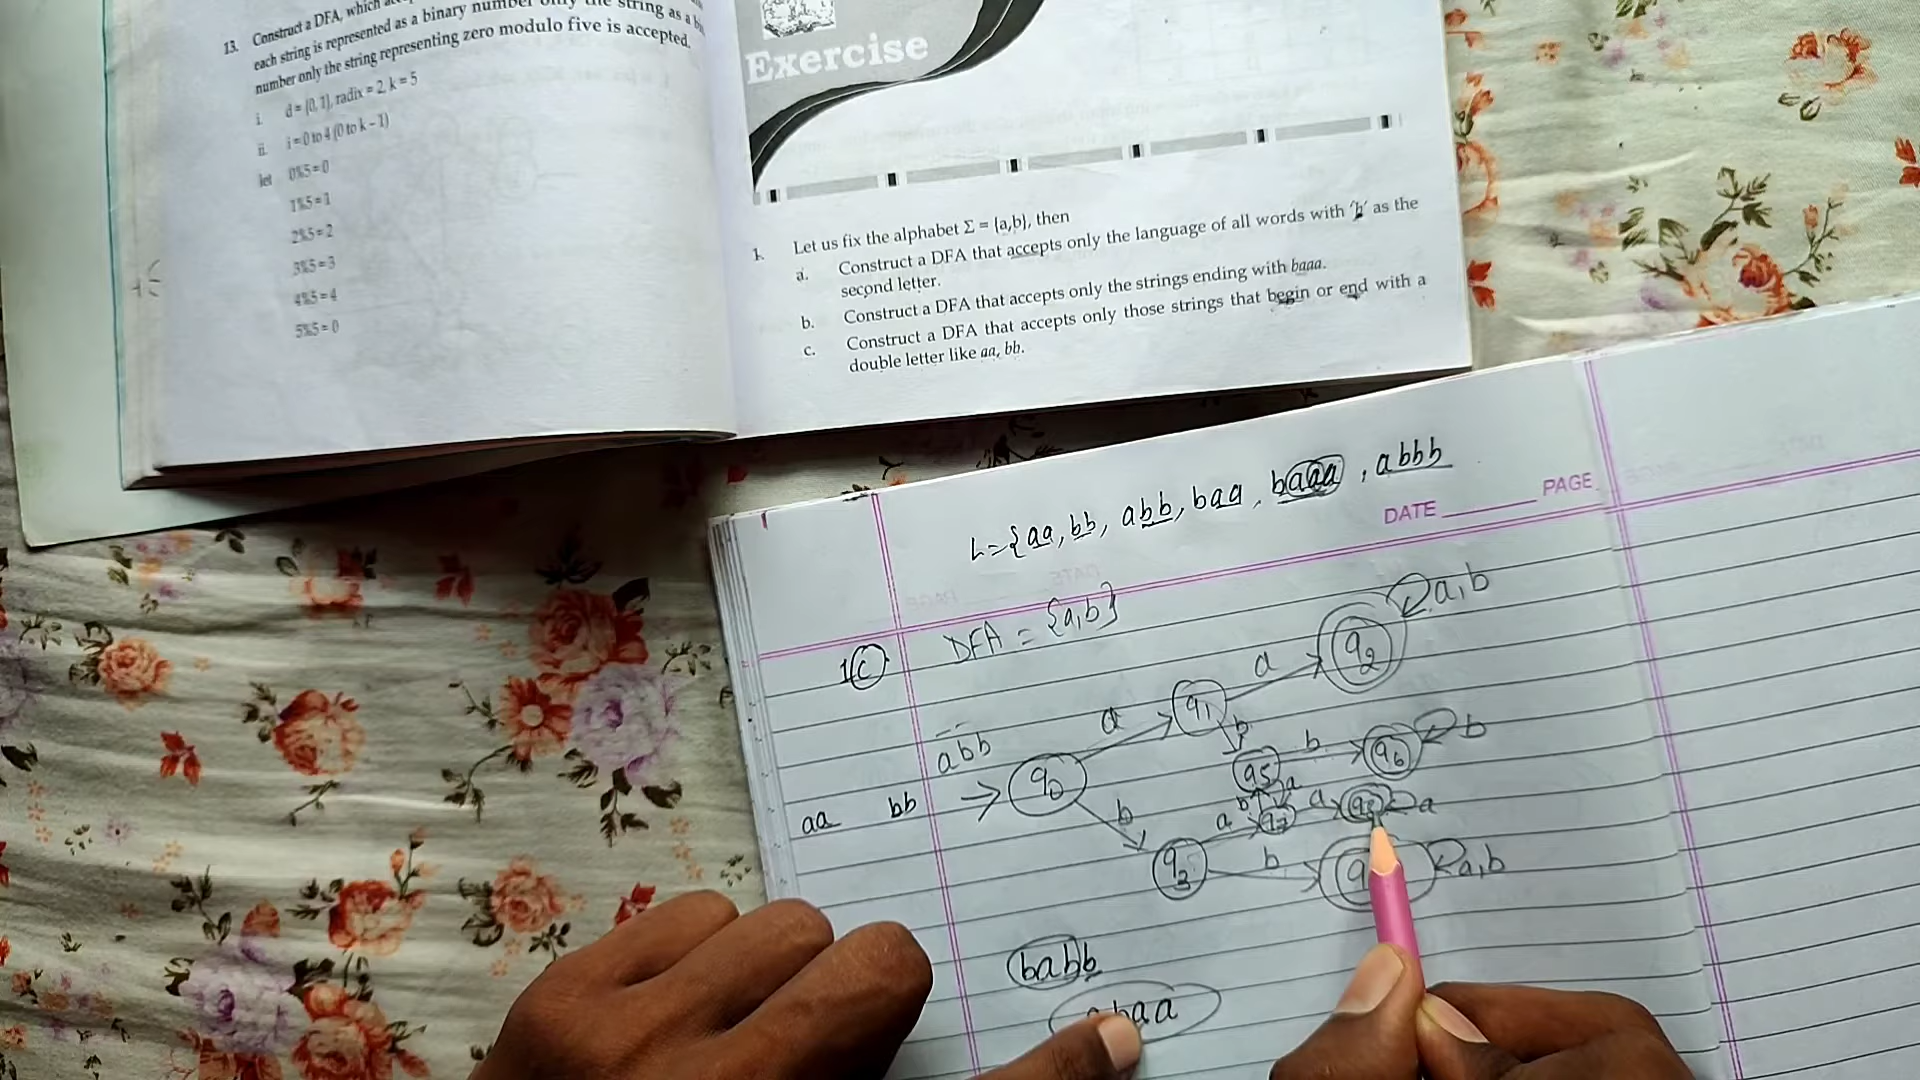 13. Construct a DFA, which
each string is represented as a binary number only the string as a
number only the string representing zero modulo five is accepted.
i. d = {0, 1}, radix = 2, k = 5
ii. i = 0 to 4 (0 to k – 1)
let 0%5 = 0
1%5 = 1
2%5 = 2
3%5 = 3
4%5 = 4
5%5 = 0
Exercise
1. Let us fix the alphabet Σ = {a,b}, then
a. Construct a DFA that accepts only the language of all words with 'b' as the
second letter.
b. Construct a DFA that accepts only the strings ending with baaa.
c. Construct a DFA that accepts only those strings that begin or end with a
double letter like aa, bb.
L={aa, bb, abb, baa, baaa, abbb
DATE PAGE
1(c) DFA = {a,b}
a,b
q2
a
q1
a
b
b
b
q6
abb
q5
q0
a
b
a
a
aa bb
b
a
q7
b
q3
a,b
q
babb
baa